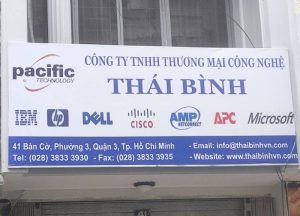 pacific
TECHNOLOGY
CÔNG TY TNHH THƯƠNG MẠI CÔNG NGHỆ
THÁI BÌNH
IBM hp DELL CISCO AMP NETCONNECT APC Microsoft
41 Bàn Cờ, Phường 3, Quận 3, Tp. Hồ Chí Minh - Email: info@thaibinhvn.com
Tel: (028) 3833 3930 - Fax: (028) 3833 3935 - Website: www.thaibinhvn.com